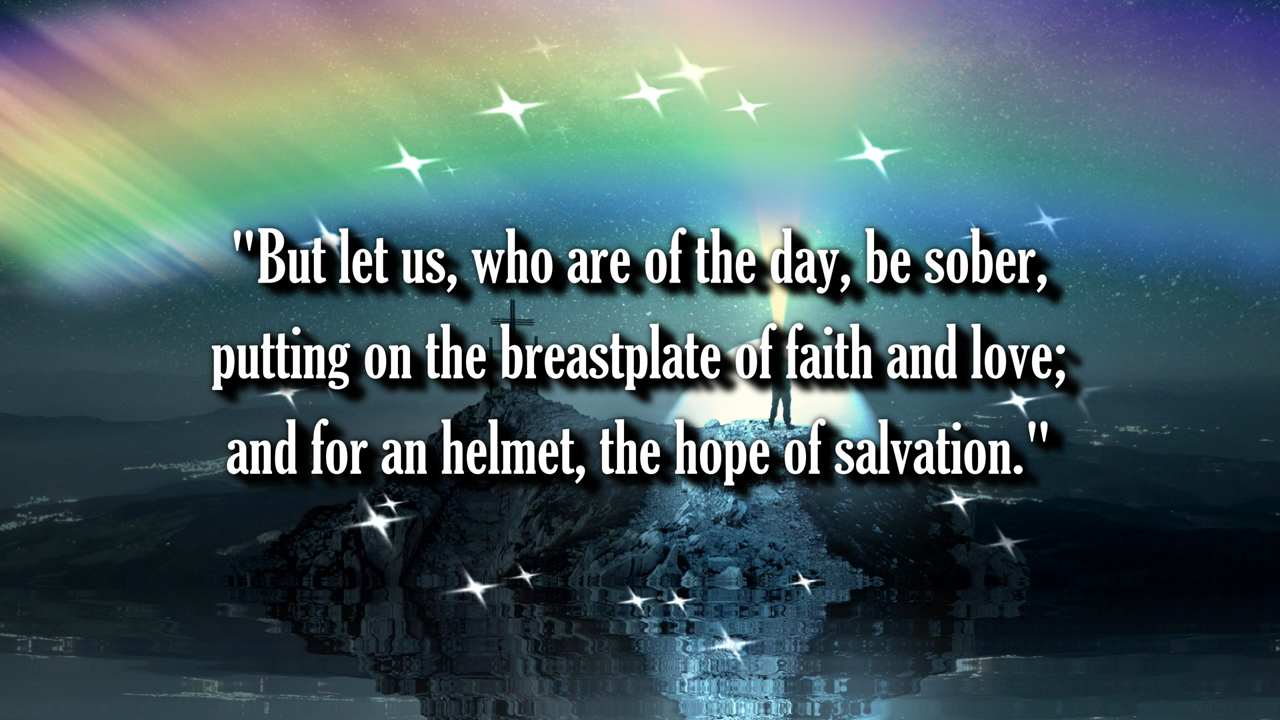 "But let us, who are of the day, be sober,
putting on the breastplate of faith and love;
and for an helmet, the hope of salvation."